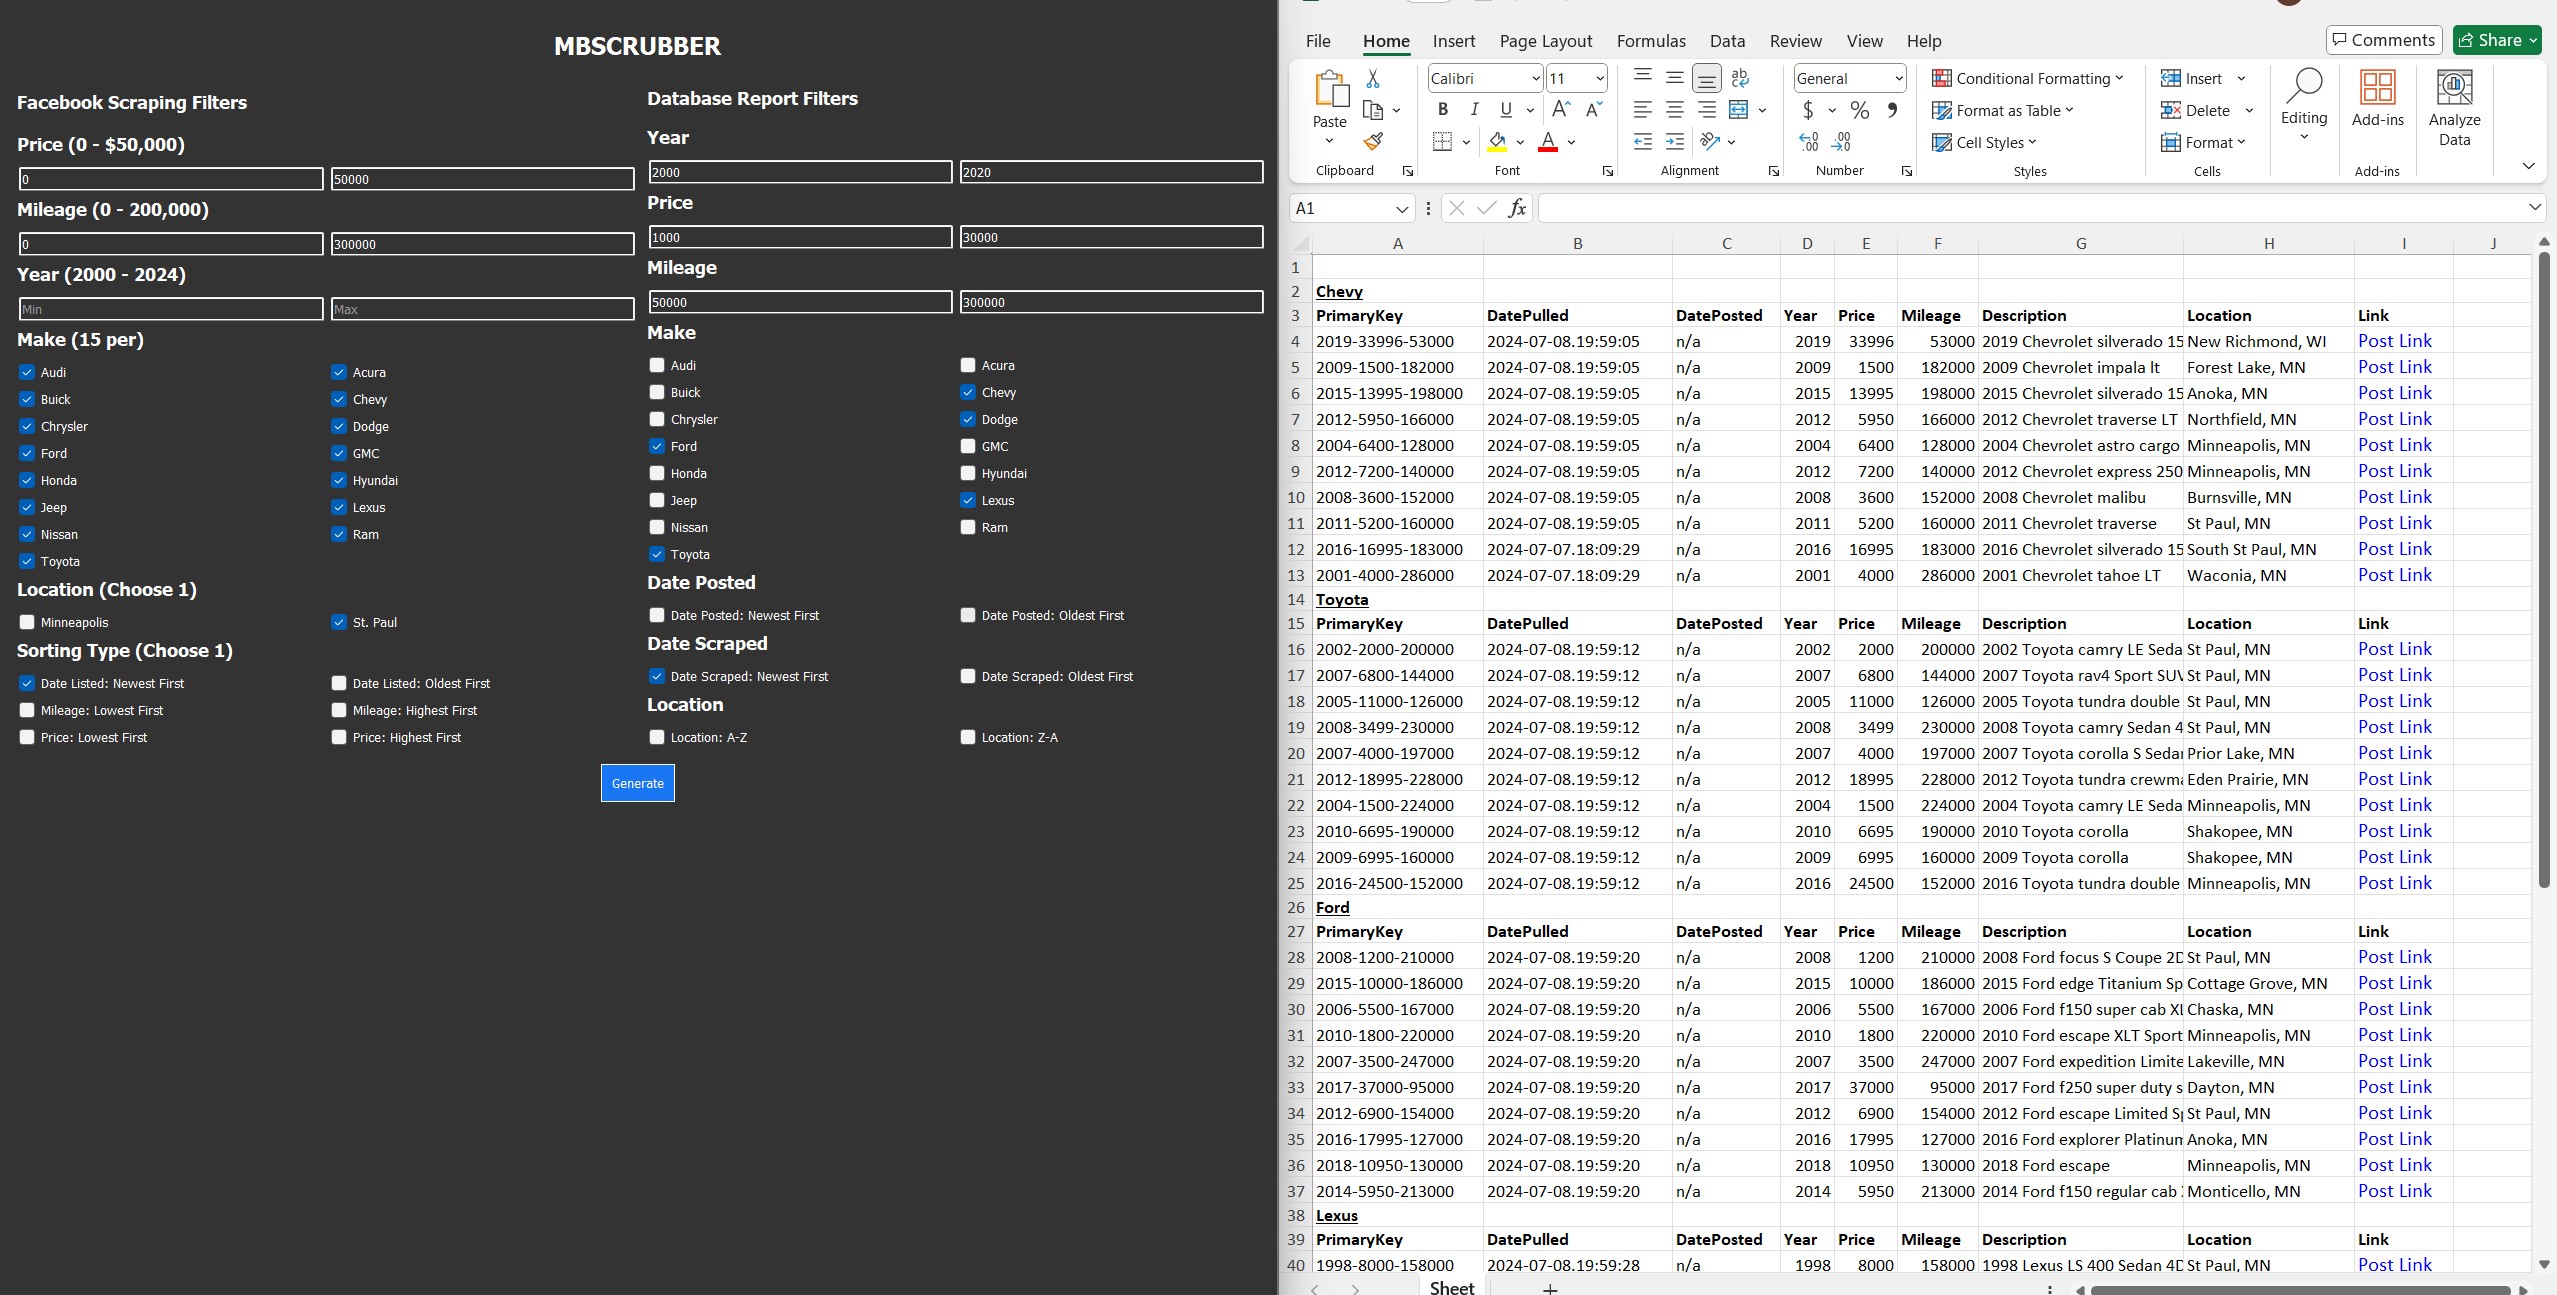 MBSCRUBBER
Facebook Scraping Filters
Price (0 - $50,000)
0 50000
Mileage (0 - 200,000)
0 300000
Year (2000 - 2024)
Min Max
Make (15 per)
Audi Acura
Buick Chevy
Chrysler Dodge
Ford GMC
Honda Hyundai
Jeep Lexus
Nissan Ram
Toyota
Location (Choose 1)
Minneapolis St. Paul
Sorting Type (Choose 1)
Date Listed: Newest First Date Listed: Oldest First
Mileage: Lowest First Mileage: Highest First
Price: Lowest First Price: Highest First
Database Report Filters
Year
2000 2020
Price
1000 30000
Mileage
50000 300000
Make
Audi Acura
Buick Chevy
Chrysler Dodge
Ford GMC
Honda Hyundai
Jeep Lexus
Nissan Ram
Toyota
Date Posted
Date Posted: Newest First Date Posted: Oldest First
Date Scraped
Date Scraped: Newest First Date Scraped: Oldest First
Location
Location: A-Z Location: Z-A
Generate
File Home Insert Page Layout Formulas Data Review View Help Comments Share
Paste
Clipboard
Calibri 11
B I U A A
A
Font
ab
Alignment
General
$ % 9
Number
Conditional Formatting
Format as Table
Cell Styles
Styles
Insert
Delete
Format
Cells
Editing
Add-ins
Add-ins
Analyze
Data
A1 fx
A B C D E F G H I J
1
2 Chevy
3 PrimaryKey DatePulled DatePosted Year Price Mileage Description Location Link
4 2019-33996-53000 2024-07-08.19:59:05 n/a 2019 33996 53000 2019 Chevrolet silverado 15 New Richmond, WI Post Link
5 2009-1500-182000 2024-07-08.19:59:05 n/a 2009 1500 182000 2009 Chevrolet impala lt Forest Lake, MN Post Link
6 2015-13995-198000 2024-07-08.19:59:05 n/a 2015 13995 198000 2015 Chevrolet silverado 15 Anoka, MN Post Link
7 2012-5950-166000 2024-07-08.19:59:05 n/a 2012 5950 166000 2012 Chevrolet traverse LT Northfield, MN Post Link
8 2004-6400-128000 2024-07-08.19:59:05 n/a 2004 6400 128000 2004 Chevrolet astro cargo Minneapolis, MN Post Link
9 2012-7200-140000 2024-07-08.19:59:05 n/a 2012 7200 140000 2012 Chevrolet express 250 Minneapolis, MN Post Link
10 2008-3600-152000 2024-07-08.19:59:05 n/a 2008 3600 152000 2008 Chevrolet malibu Burnsville, MN Post Link
11 2011-5200-160000 2024-07-08.19:59:05 n/a 2011 5200 160000 2011 Chevrolet traverse St Paul, MN Post Link
12 2016-16995-183000 2024-07-07.18:09:29 n/a 2016 16995 183000 2016 Chevrolet silverado 15 South St Paul, MN Post Link
13 2001-4000-286000 2024-07-07.18:09:29 n/a 2001 4000 286000 2001 Chevrolet tahoe LT Waconia, MN Post Link
14 Toyota
15 PrimaryKey DatePulled DatePosted Year Price Mileage Description Location Link
16 2002-2000-200000 2024-07-08.19:59:12 n/a 2002 2000 200000 2002 Toyota camry LE Seda St Paul, MN Post Link
17 2007-6800-144000 2024-07-08.19:59:12 n/a 2007 6800 144000 2007 Toyota rav4 Sport SUV St Paul, MN Post Link
18 2005-11000-126000 2024-07-08.19:59:12 n/a 2005 11000 126000 2005 Toyota tundra double St Paul, MN Post Link
19 2008-3499-230000 2024-07-08.19:59:12 n/a 2008 3499 230000 2008 Toyota camry Sedan 4 St Paul, MN Post Link
20 2007-4000-197000 2024-07-08.19:59:12 n/a 2007 4000 197000 2007 Toyota corolla S Sedan Prior Lake, MN Post Link
21 2012-18995-228000 2024-07-08.19:59:12 n/a 2012 18995 228000 2012 Toyota tundra crewma Eden Prairie, MN Post Link
22 2004-1500-224000 2024-07-08.19:59:12 n/a 2004 1500 224000 2004 Toyota camry LE Seda Minneapolis, MN Post Link
23 2010-6695-190000 2024-07-08.19:59:12 n/a 2010 6695 190000 2010 Toyota corolla Shakopee, MN Post Link
24 2009-6995-160000 2024-07-08.19:59:12 n/a 2009 6995 160000 2009 Toyota corolla Shakopee, MN Post Link
25 2016-24500-152000 2024-07-08.19:59:12 n/a 2016 24500 152000 2016 Toyota tundra double Minneapolis, MN Post Link
26 Ford
27 PrimaryKey DatePulled DatePosted Year Price Mileage Description Location Link
28 2008-1200-210000 2024-07-08.19:59:20 n/a 2008 1200 210000 2008 Ford focus S Coupe 2D St Paul, MN Post Link
29 2015-10000-186000 2024-07-08.19:59:20 n/a 2015 10000 186000 2015 Ford edge Titanium Sp Cottage Grove, MN Post Link
30 2006-5500-167000 2024-07-08.19:59:20 n/a 2006 5500 167000 2006 Ford f150 super cab XL Chaska, MN Post Link
31 2010-1800-220000 2024-07-08.19:59:20 n/a 2010 1800 220000 2010 Ford escape XLT Sport Minneapolis, MN Post Link
32 2007-3500-247000 2024-07-08.19:59:20 n/a 2007 3500 247000 2007 Ford expedition Limite Lakeville, MN Post Link
33 2017-37000-95000 2024-07-08.19:59:20 n/a 2017 37000 95000 2017 Ford f250 super duty s Dayton, MN Post Link
34 2012-6900-154000 2024-07-08.19:59:20 n/a 2012 6900 154000 2012 Ford escape Limited Sp St Paul, MN Post Link
35 2016-17995-127000 2024-07-08.19:59:20 n/a 2016 17995 127000 2016 Ford explorer Platinum Anoka, MN Post Link
36 2018-10950-130000 2024-07-08.19:59:20 n/a 2018 10950 130000 2018 Ford escape Minneapolis, MN Post Link
37 2014-5950-213000 2024-07-08.19:59:20 n/a 2014 5950 213000 2014 Ford f150 regular cab Monticello, MN Post Link
38 Lexus
39 PrimaryKey DatePulled DatePosted Year Price Mileage Description Location Link
40 1998-8000-158000 2024-07-08.19:59:28 n/a 1998 8000 158000 1998 Lexus LS 400 Sedan 4D St Paul, MN Post Link
Sheet